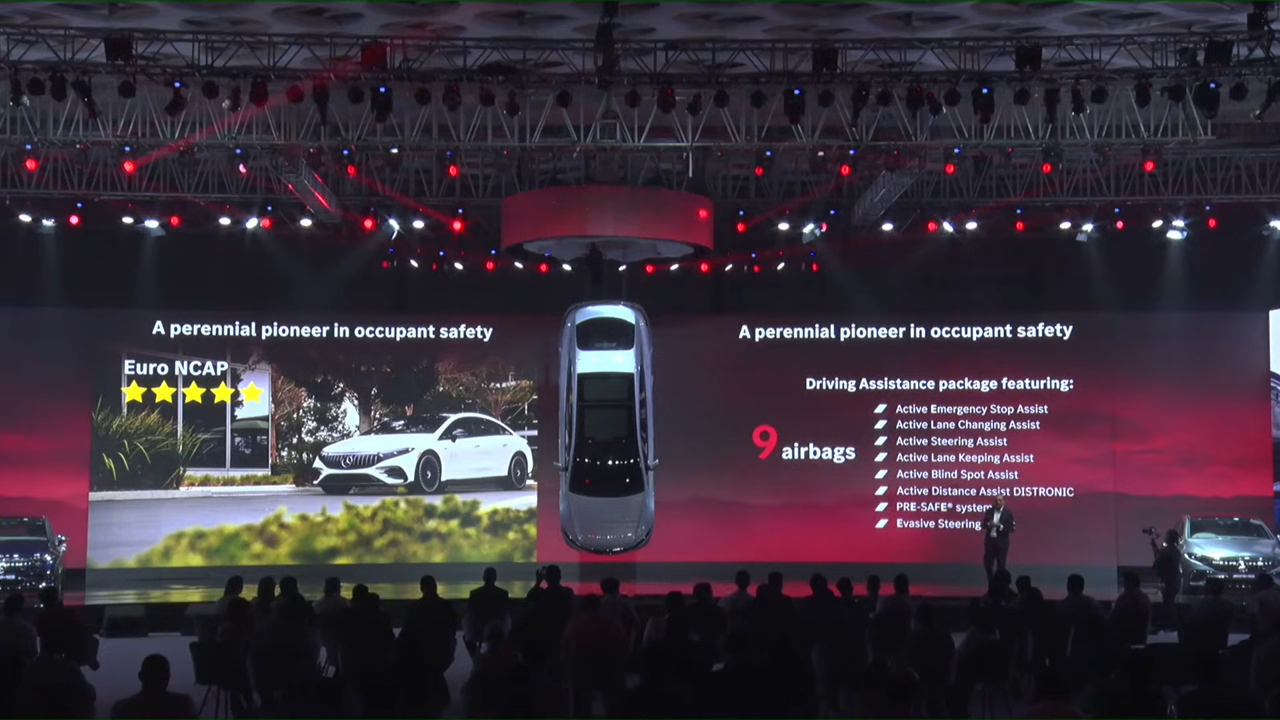 A perennial pioneer in occupant safety
Euro NCAP
A perennial pioneer in occupant safety
Driving Assistance package featuring:
9 airbags
Active Emergency Stop Assist
Active Lane Changing Assist
Active Steering Assist
Active Lane Keeping Assist
Active Blind Spot Assist
Active Distance Assist DISTRONIC
PRE-SAFE® system
Evasive Steering